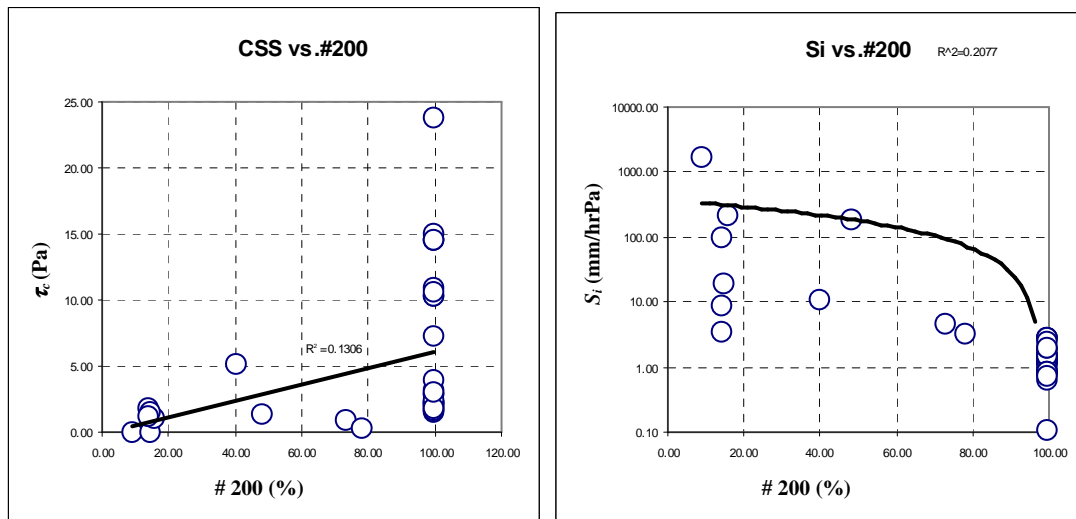 CSS vs.#200
25.00
20.00
15.00
10.00
5.00
0.00
τc (Pa)
R² = 0.1306
0.00 20.00 40.00 60.00 80.00 100.00 120.00
# 200 (%)
Si vs.#200 R^2=0.2077
10000.00
1000.00
100.00
10.00
1.00
0.10
Si (mm/hrPa)
0.00 20.00 40.00 60.00 80.00 100.00
# 200 (%)